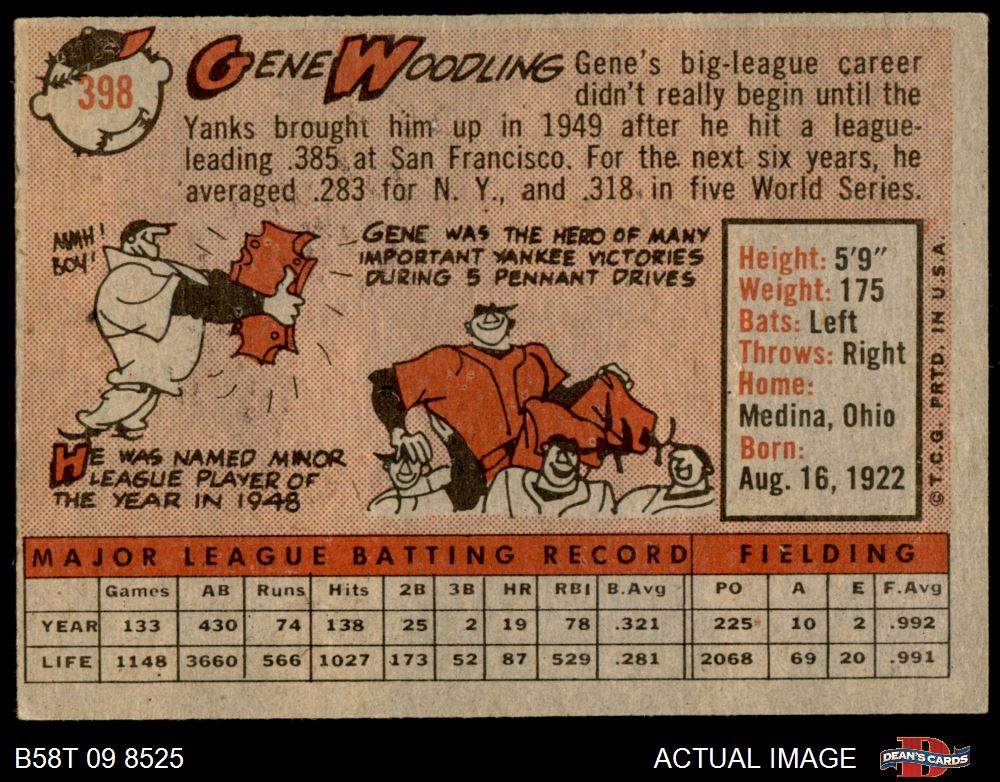 398
GENE WOODLING
Gene's big-league career
didn't really begin until the
Yanks brought him up in 1949 after he hit a league-
leading .385 at San Francisco. For the next six years, he
averaged .283 for N. Y., and .318 in five World Series.
AHHH!
BOY!
HE WAS NAMED MINOR
LEAGUE PLAYER OF
THE YEAR IN 1948
GENE WAS THE HERO OF MANY
IMPORTANT YANKEE VICTORIES
DURING 5 PENNANT DRIVES
Height: 5'9"
Weight: 175
Bats: Left
Throws: Right
Home:
Medina, Ohio
Born:
Aug. 16, 1922
© T.C.G. PRTD. IN U.S.A.
MAJOR LEAGUE BATTING RECORD FIELDING
Games AB Runs Hits 2B 3B HR RBI B.Avg PO A E F.Avg
YEAR 133 430 74 138 25 2 19 78 .321 225 10 2 .992
LIFE 1148 3660 566 1027 173 52 87 529 .281 2068 69 20 .991
B58T 09 8525 ACTUAL IMAGE DEAN'S CARDS